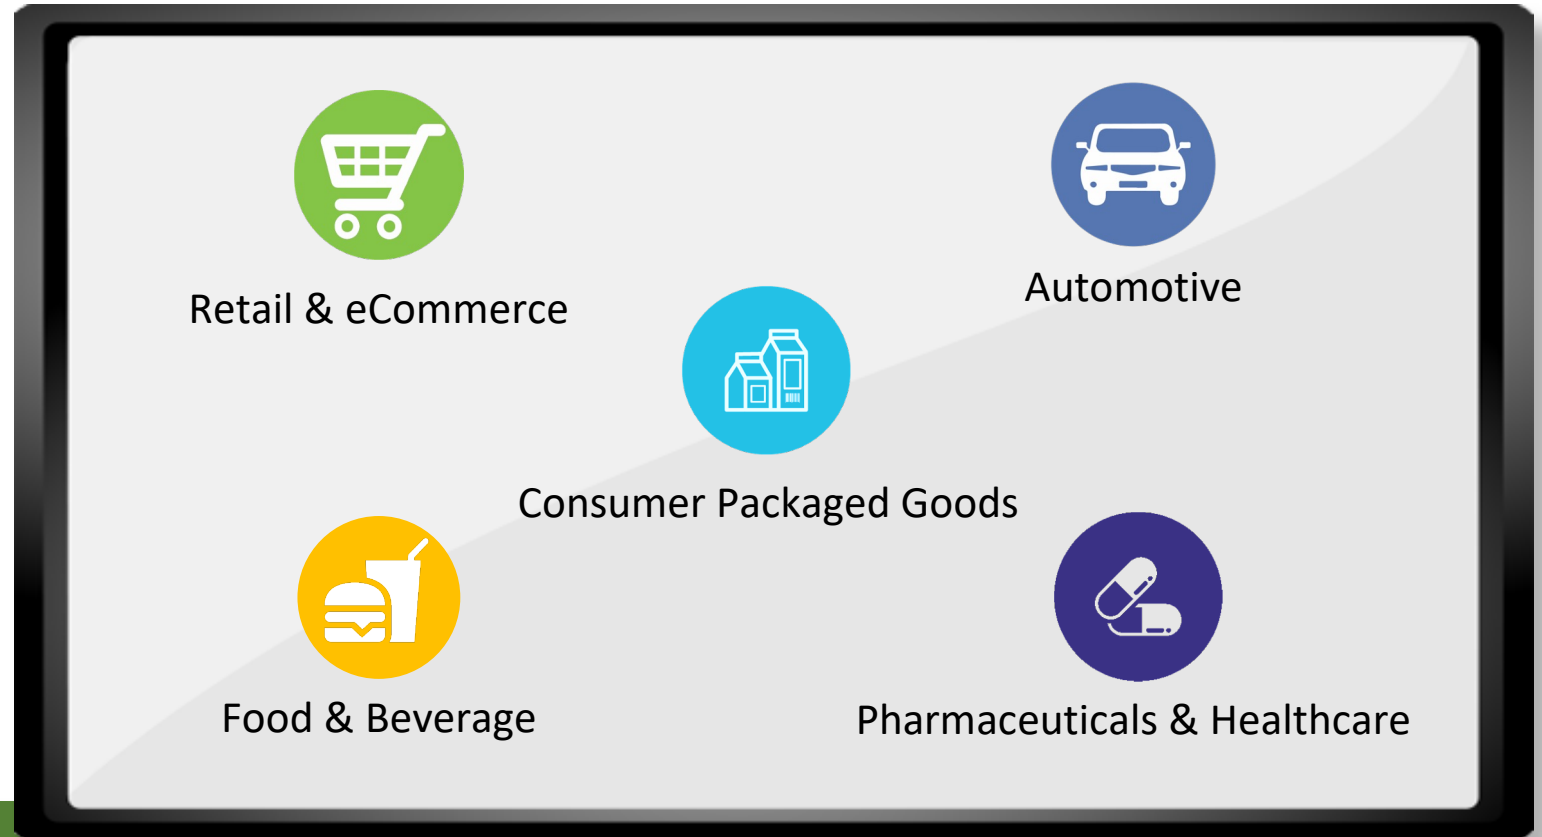 Retail & eCommerce
Automotive
Consumer Packaged Goods
Food & Beverage
Pharmaceuticals & Healthcare